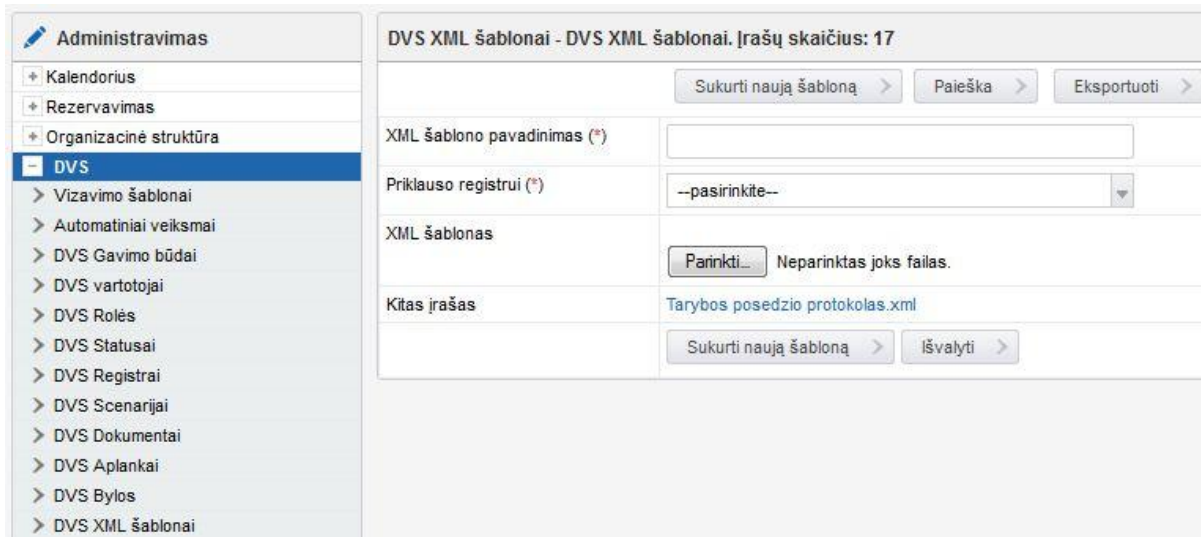 Administravimas
Kalendorius
Rezervavimas
Organizacinė struktūra
DVS
Vizavimo šablonai
Automatiniai veiksmai
DVS Gavimo būdai
DVS vartotojai
DVS Rolės
DVS Statusai
DVS Registrai
DVS Scenarijai
DVS Dokumentai
DVS Aplankai
DVS Bylos
DVS XML šablonai
DVS XML šablonai - DVS XML šablonai. Įrašų skaičius: 17
Sukurti naują šabloną Paieška Eksportuoti
XML šablono pavadinimas (*)
Priklauso registrui (*) --pasirinkite--
XML šablonas
Parinkti... Neparinktas joks failas.
Kitas įrašas Tarybos posedzio protokolas.xml
Sukurti naują šabloną Išvalyti